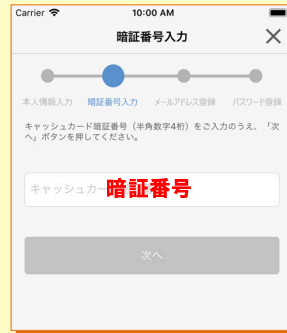 Carrier 10:00 AM
暗証番号入力
本人情報入力 暗証番号入力 メールアドレス登録 パスワード登録
キャッシュカード暗証番号（半角数字4桁）をご入力のうえ、「次
へ」ボタンを押してください。
キャッシュカー
暗証番号
次へ